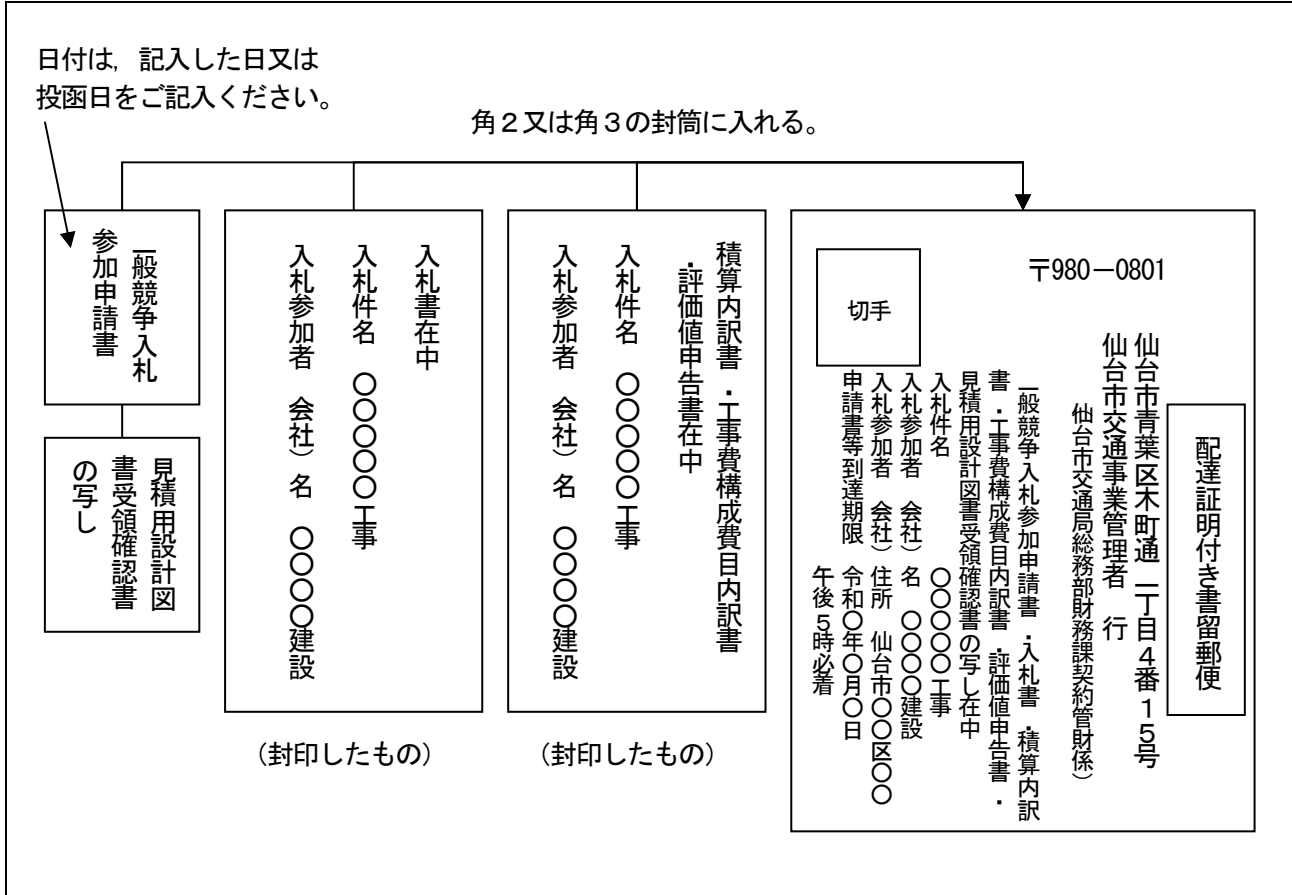 日付は，記入した日又は
投函日をご記入ください。
角２又は角３の封筒に入れる。
一般競争入札
参加申請書
見積用設計図
書受領確認書
の写し
入札書在中
入札件名　〇〇〇〇〇工事
入札参加者　会社）名　〇〇〇〇建設
（封印したもの）
積算内訳書・工事費構成費目内訳書
・評価値申告書在中
入札件名　〇〇〇〇〇工事
入札参加者　会社）名　〇〇〇〇建設
（封印したもの）
配達証明付き書留郵便
〒980－0801
仙台市青葉区木町通一丁目４番１５号
仙台市交通事業管理者　行
仙台市交通局総務部財務課契約管財係）
切手
一般競争入札参加申請書・入札書・積算内訳
書・工事費構成費目内訳書・評価値申告書・
見積用設計図書受領確認書の写し在中
入札件名　〇〇〇〇〇工事
入札参加者　会社）名　〇〇〇〇建設
入札参加者　会社）住所　仙台市〇〇区〇〇
申請書等到達期限　令和〇年〇月〇日
午後５時必着